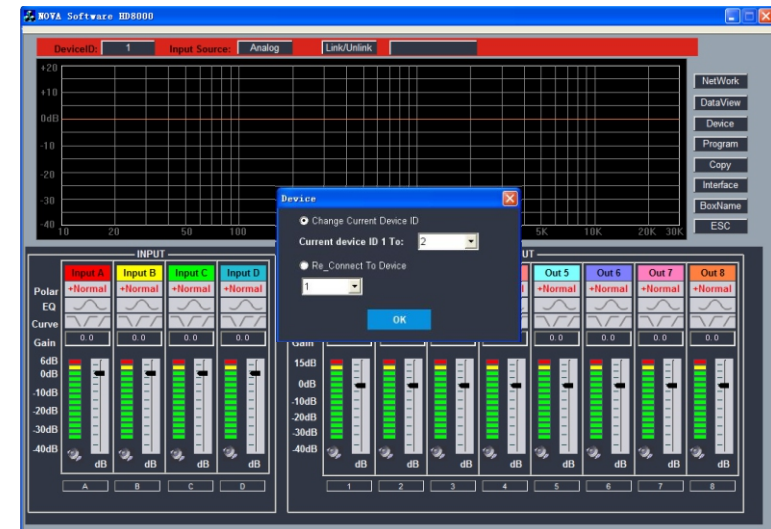 NOVA Software HD8000
DeviceID: 1 Input Source: Analog Link/Unlink
+20
+10
0dB
-10
-20
-30
-40
10 20 50 100 5K 10K 20K 30K
NetWork
DataView
Device
Program
Copy
Interface
BoxName
ESC
Device
Change Current Device ID
Current device ID 1 To: 2
Re_Connect To Device
1
OK
INPUT
Input A Input B Input C Input D
Polar +Normal +Normal +Normal +Normal
EQ
Curve
Gain 0.0 0.0 0.0 0.0
6dB
0dB
-10dB
-20dB
-30dB
-40dB
dB dB dB dB
A B C D
UT
Out 5 Out 6 Out 7 Out 8
+Normal +Normal +Normal +Normal
Gain 0.0 0.0 0.0 0.0
15dB
0dB
-10dB
-20dB
-30dB
-40dB
dB dB dB dB dB dB dB dB
1 2 3 4 5 6 7 8